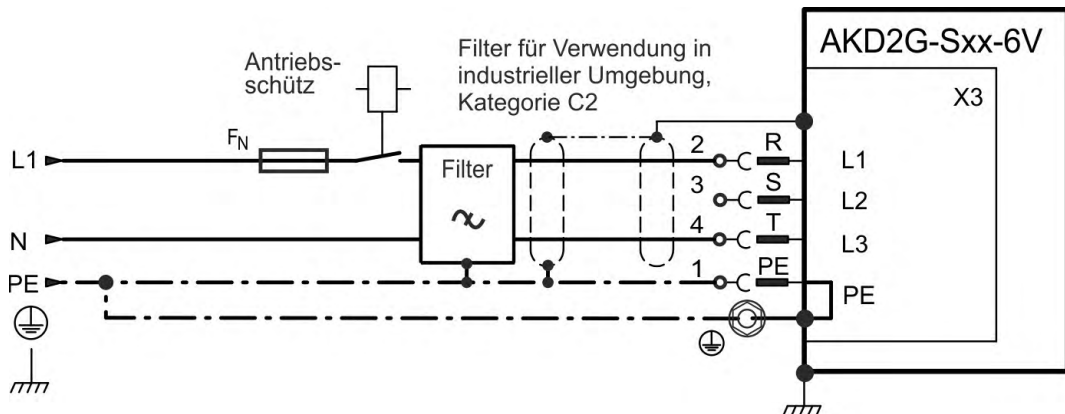 AKD2G-Sxx-6V
X3
Antriebs-
schütz
Filter für Verwendung in
industrieller Umgebung,
Kategorie C2
L1
FN
Filter
2
R
L1
3
S
L2
N
4
T
L3
PE
1
PE
PE